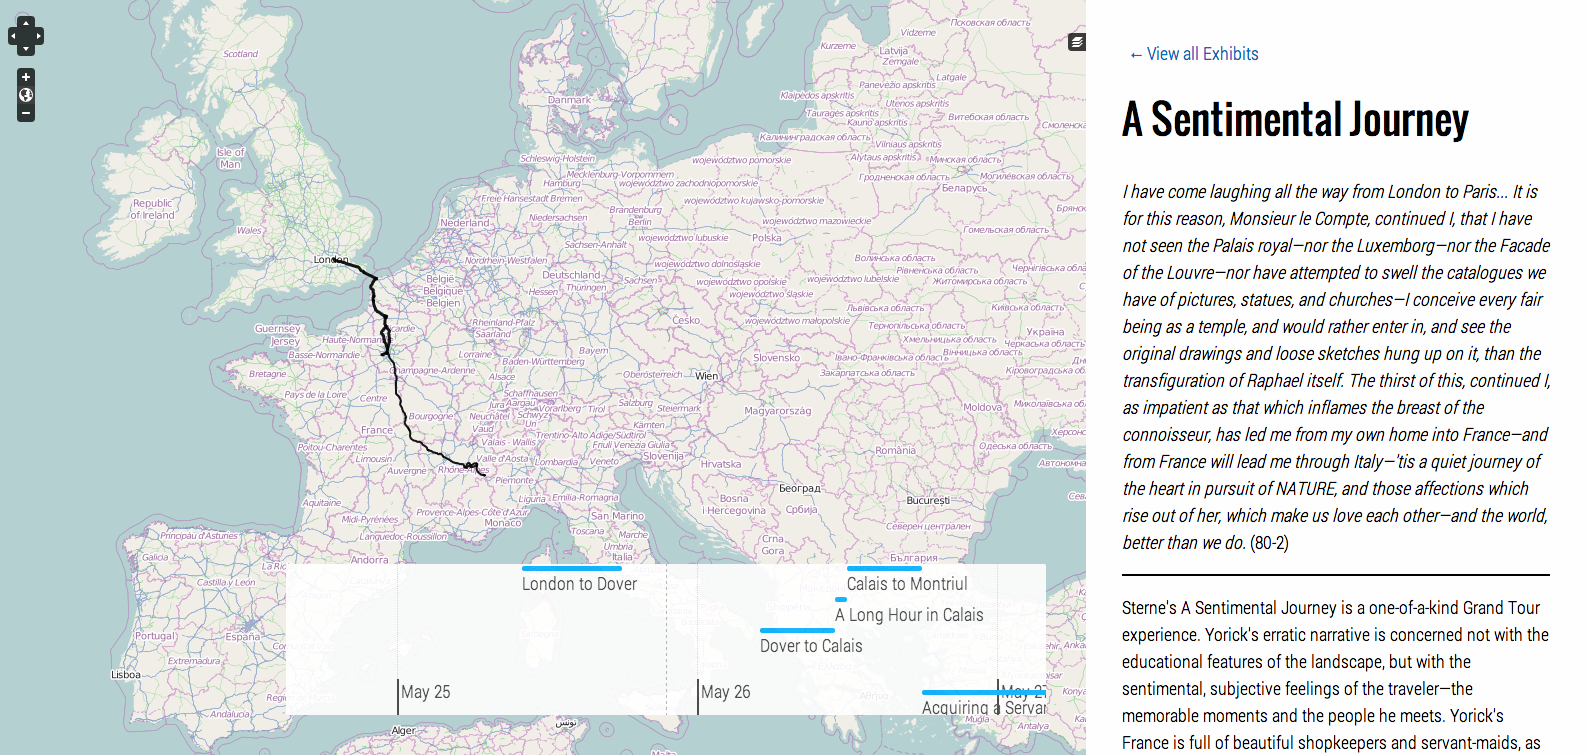 ← View all Exhibits
A Sentimental Journey
I have come laughing all the way from London to Paris... It is
for this reason, Monsieur le Compte, continued I, that I have
not seen the Palais royal—nor the Luxemborg—nor the Facade
of the Louvre—nor have attempted to swell the catalogues we
have of pictures, statues, and churches—I conceive every fair
being as a temple, and would rather enter in, and see the
original drawings and loose sketches hung up on it, than the
transfiguration of Raphael itself. The thirst of this, continued I,
as impatient as that which inflames the breast of the
connoisseur, has led me from my own home into France—and
from France will lead me through Italy—'tis a quiet journey of
the heart in pursuit of NATURE, and those affections which
rise out of her, which make us love each other—and the world,
better than we do. (80-2)
Sterne's A Sentimental Journey is a one-of-a-kind Grand Tour
experience. Yorick's erratic narrative is concerned not with the
educational features of the landscape, but with the
sentimental, subjective feelings of the traveler—the
memorable moments and the people he meets. Yorick's
France is full of beautiful shopkeepers and servant-maids, as
London to Dover
Calais to Montriul
A Long Hour in Calais
Dover to Calais
May 25
May 26
May 27
Acquiring a Servan
Scotland
Isle of
Man
Republic
of Ireland
Wales
London
Guernsey
Jersey
Danmark
Псковская область
Vidzeme
Kurzeme
Latvija
Zemgale
Latgale
Panevėžio apskritis
Klaipėdos apskritis
Utenos apskritis
Tauragės apskritis
Kauno apskritis
Витебская область
Смоленска
Калининградская область
Vilniaus apskritis
Alytaus apskritis
Минская область
Гродненская область
Могилёвская область
Беларусь
Schleswig-Holstein
Mecklenburg-Vorpommern
Hamburg
Freie Hansestadt Bremen
Niedersachsen
Brandenburg
Berlin
Sachsen-Anhalt
Nederland
Nordrhein-Westfalen
Deutschland
Thüringen
Sachsen
Hessen
België
Belgique
Belgien
Rheinland-Pfalz
Saarland
województwo pomorskie
województwo zachodniopomorskie
województwo kujawsko-pomorskie
województwo mazowieckie
województwo lubuskie
Polska
województwo dolnośląskie
województwo opolskie
województwo śląskie
województwo małopolskie
Гомельская область
Брянск
Волинська область
Рівненська область
Чернігівська обл
Житомирська область
Львівська область
Київська область
Тернопільська область
Україна
Хмельницька область
Черкаська область
Івано-Франківська область
Вінницька область
Закарпатська область
Кіровоградська обл
Česko
Slovensko
Wien
Magyarország
Haute-Normandie
Basse-Normandie
Bretagne
Pays de la Loire
Centre
Champagne-Ardenne
Lorraine
Alsace
Baden-Württemberg
Bayern
Oberösterreich
Schaffhausen
Jura
Aargau
Vorarlberg
Tirol
Salzburg
Steiermark
Kärnten
Bourgogne
Neuchâtel
Schwyz
Uri
Vaud
Valais - Wallis
Trentino-Alto Adige/Südtirol
Friuli Venezia Giulia
Slovenija
France
Poitou-Charentes
Limousin
Auvergne
Valle d'Aosta
Lombardia
Veneto
Piemonte
Hrvatska
Moldova
Миколаївська обл
Одеська область
Херсонс
România
Автономна
Aquitaine
Midi-Pyrénées
Languedoc-Roussillon
Provence-Alpes-Côte d'Azur
Monaco
Liguria
Emilia-Romagna
San Marino
Toscana
Marche
Umbria
Italia
Bosna
i Hercegovina
Београд
Србија
București
Северен централен
Crna
Gora
България
Andorra
Principáu d'Asturies
Galicia
Castilla y León
Portugal
España
Extremadura
Lisboa
Andalucía
Alger
تونس
Konya
Antalya